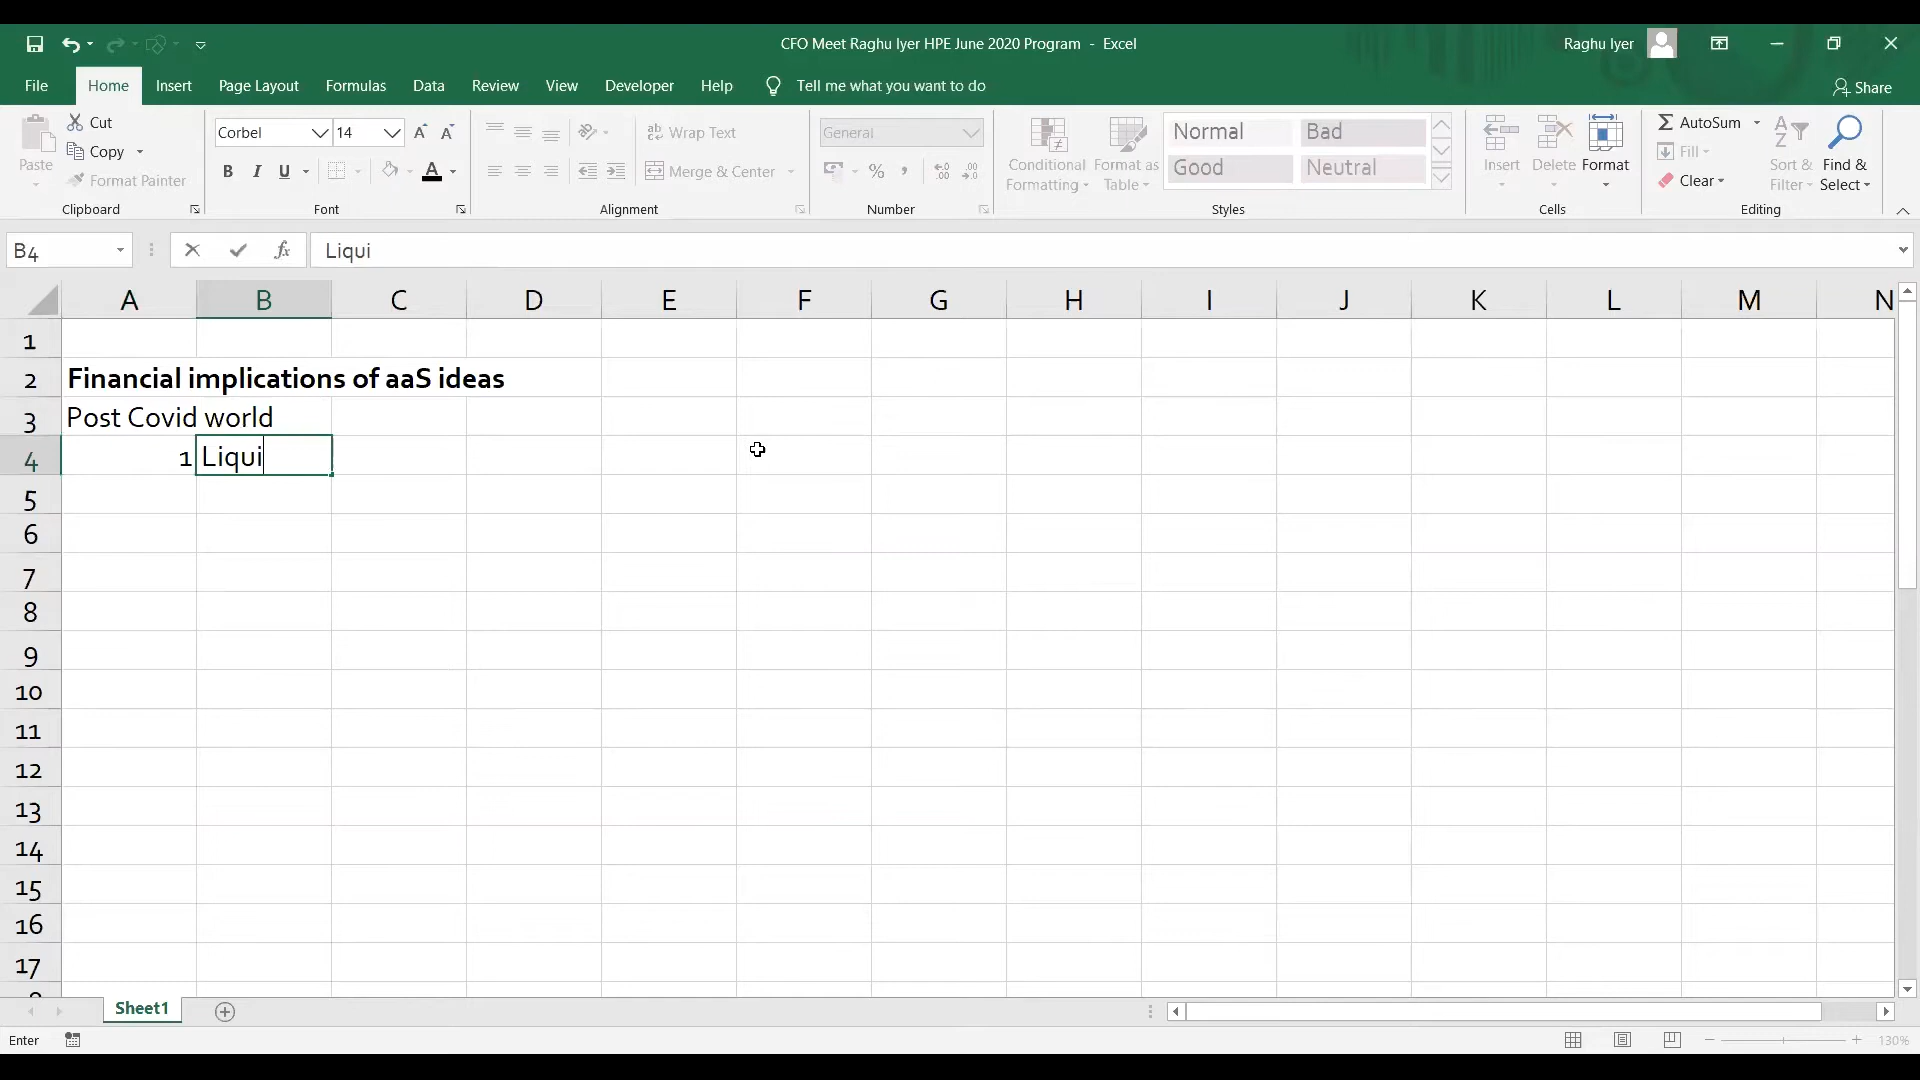 CFO Meet Raghu Iyer HPE June 2020 Program - Excel
Raghu Iyer
File Home Insert Page Layout Formulas Data Review View Developer Help Tell me what you want to do
Share
Paste
Cut
Copy
Format Painter
Clipboard
Corbel 14
B I U A
Font
ab Wrap Text
Merge & Center
Alignment
General
%
Number
Conditional Formatting
Format as Table
Normal Bad
Good Neutral
Styles
Insert Delete Format
Cells
AutoSum
Fill
Clear
Sort & Filter
Find & Select
Editing
B4 fx Liqui
A B C D E F G H I J K L M N
1
2 Financial implications of aaS ideas
3 Post Covid world
4 1 Liqui
5
6
7
8
9
10
11
12
13
14
15
16
17
Sheet1
Enter
130%